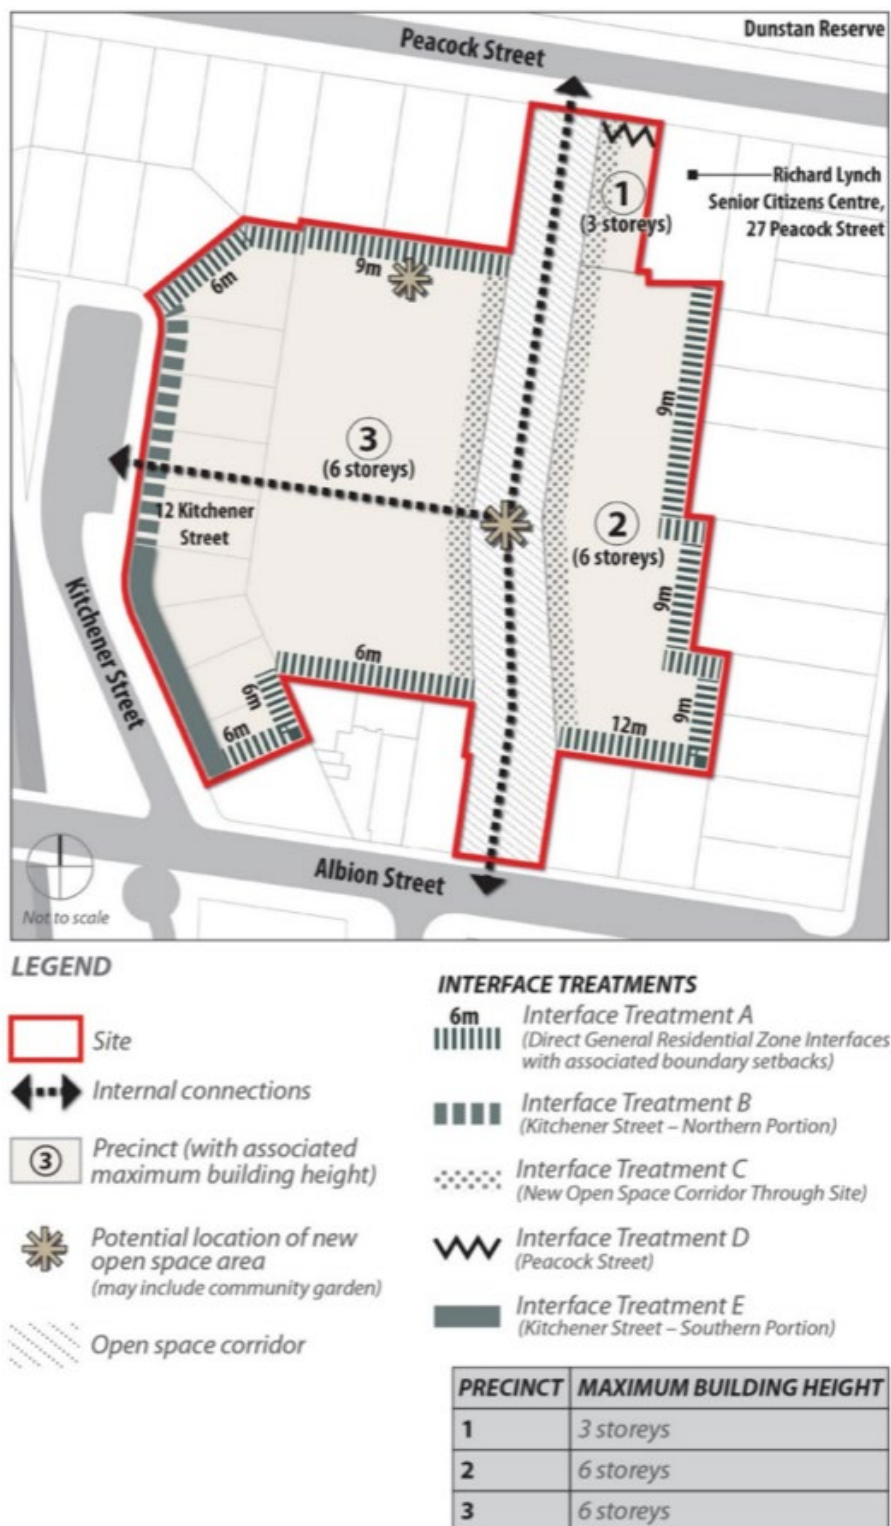 Dunstan Reserve
Peacock Street
Richard Lynch
Senior Citizens Centre,
27 Peacock Street
1
(3 storeys)
6m
9m
9m
3
(6 storeys)
2
(6 storeys)
12 Kitchener
Street
Kitchener Street
9m
6m
6m
6m
9m
12m
Albion Street
Not to scale
LEGEND
Site
Internal connections
3
Precinct (with associated
maximum building height)
Potential location of new
open space area
(may include community garden)
Open space corridor
INTERFACE TREATMENTS
6m
Interface Treatment A
(Direct General Residential Zone Interfaces
with associated boundary setbacks)
Interface Treatment B
(Kitchener Street – Northern Portion)
Interface Treatment C
(New Open Space Corridor Through Site)
Interface Treatment D
(Peacock Street)
Interface Treatment E
(Kitchener Street – Southern Portion)
PRECINCT MAXIMUM BUILDING HEIGHT
1 3 storeys
2 6 storeys
3 6 storeys